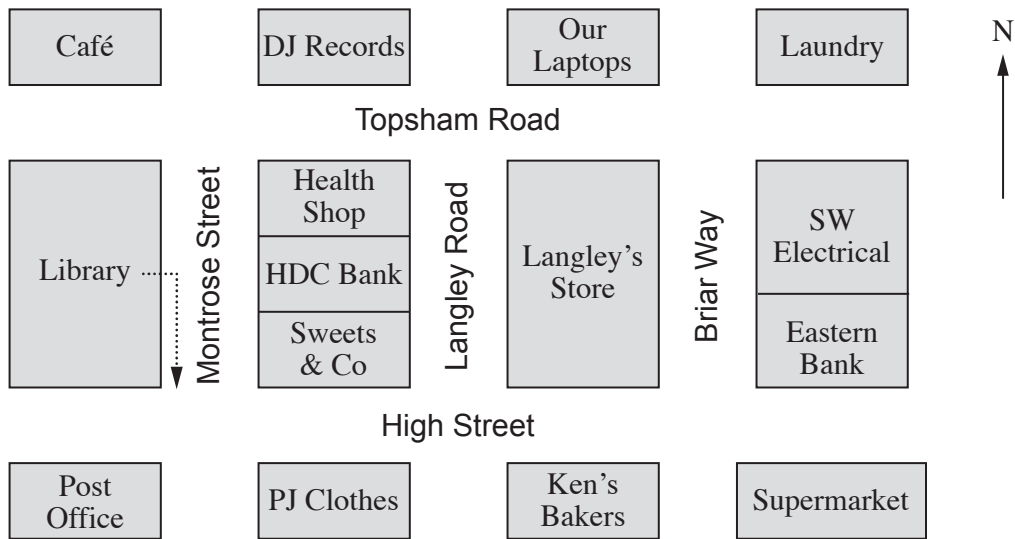 Café
DJ Records
Our
Laptops
Laundry
N
Topsham Road
Library
Montrose Street
Health
Shop
HDC Bank
Sweets
& Co
Langley Road
Langley's
Store
Briar Way
SW
Electrical
Eastern
Bank
High Street
Post
Office
PJ Clothes
Ken's
Bakers
Supermarket